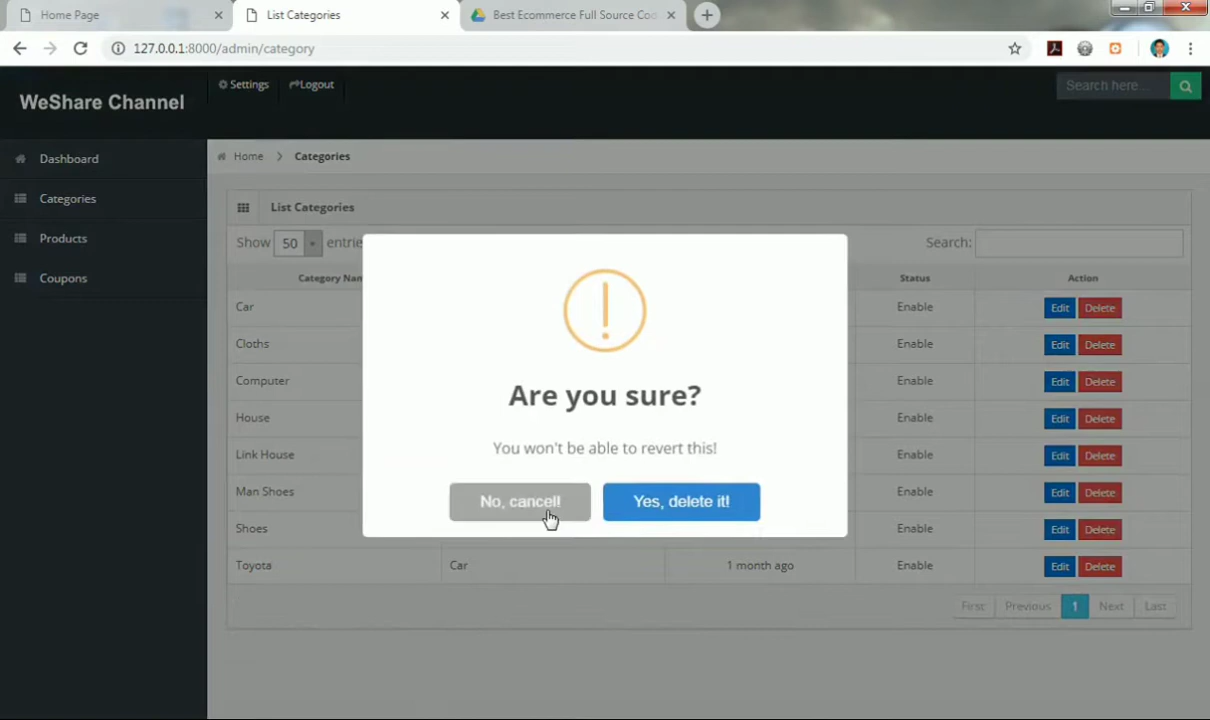 Home Page
List Categories
Best Ecommerce Full Source Cod
127.0.0.1:8000/admin/category
WeShare Channel
Settings
Logout
Search here...
Dashboard
Categories
Products
Coupons
Home > Categories
List Categories
Show 50 entrie
Search:
Category Nam
Status
Action
Car Enable Edit Delete
Cloths Enable Edit Delete
Computer Enable Edit Delete
House Enable Edit Delete
Link House Enable Edit Delete
Man Shoes Enable Edit Delete
Shoes Enable Edit Delete
Toyota Car 1 month ago Enable Edit Delete
First Previous 1 Next Last
Are you sure?
You won't be able to revert this!
No, cancel!
Yes, delete it!